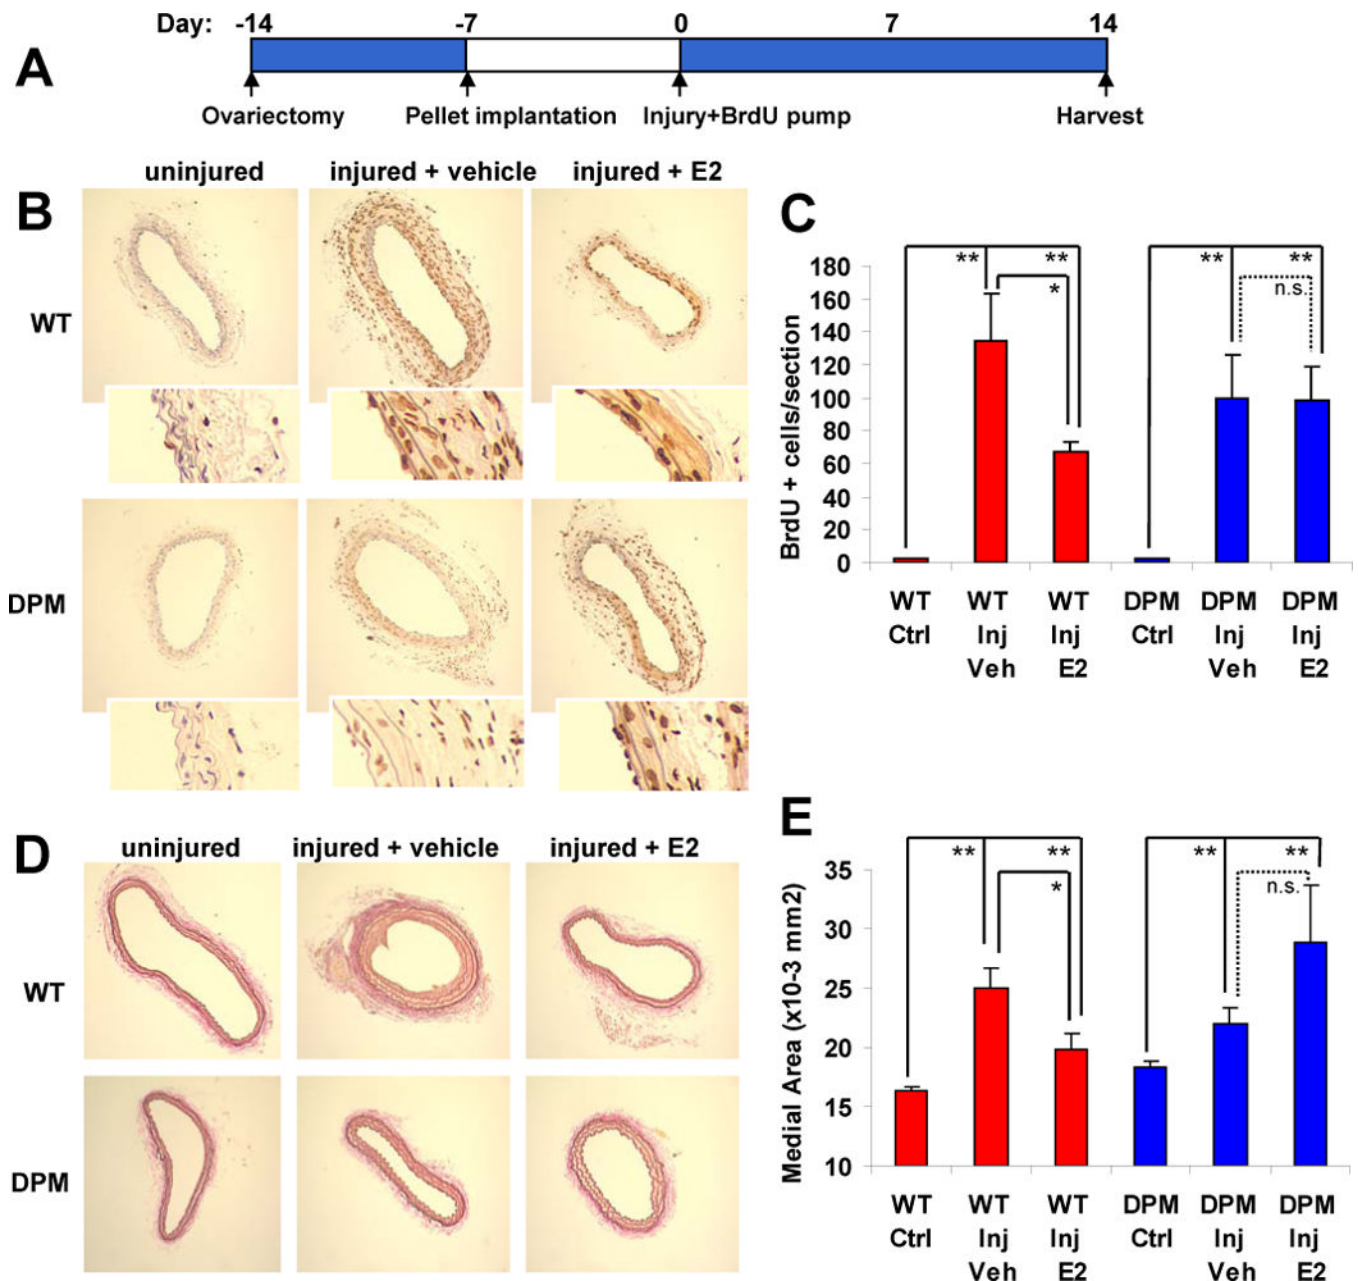 Day: -14 -7 0 7 14
A
Ovariectomy Pellet implantation Injury+BrdU pump Harvest
B
uninjured injured + vehicle injured + E2
WT
DPM
C
BrdU + cells/section
180
160
140
120
100
80
60
40
20
0
** ** * ** ** n.s.
WT WT WT DPM DPM DPM
Ctrl Inj Inj Ctrl Inj Inj
Veh E2 Veh E2
D
uninjured injured + vehicle injured + E2
WT
DPM
E
Medial Area (x10-3 mm2)
35
30
25
20
15
10
** ** * ** ** n.s.
WT WT WT DPM DPM DPM
Ctrl Inj Inj Ctrl Inj Inj
Veh E2 Veh E2